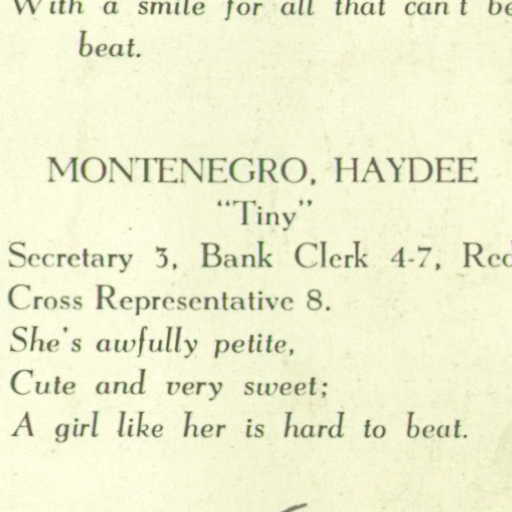 With a smile for all that can't be
beat.
MONTENEGRO, HAYDEE
"Tiny"
Secretary 3, Bank Clerk 4-7, Red
Cross Representative 8.
She's awfully petite,
Cute and very sweet;
A girl like her is hard to beat.